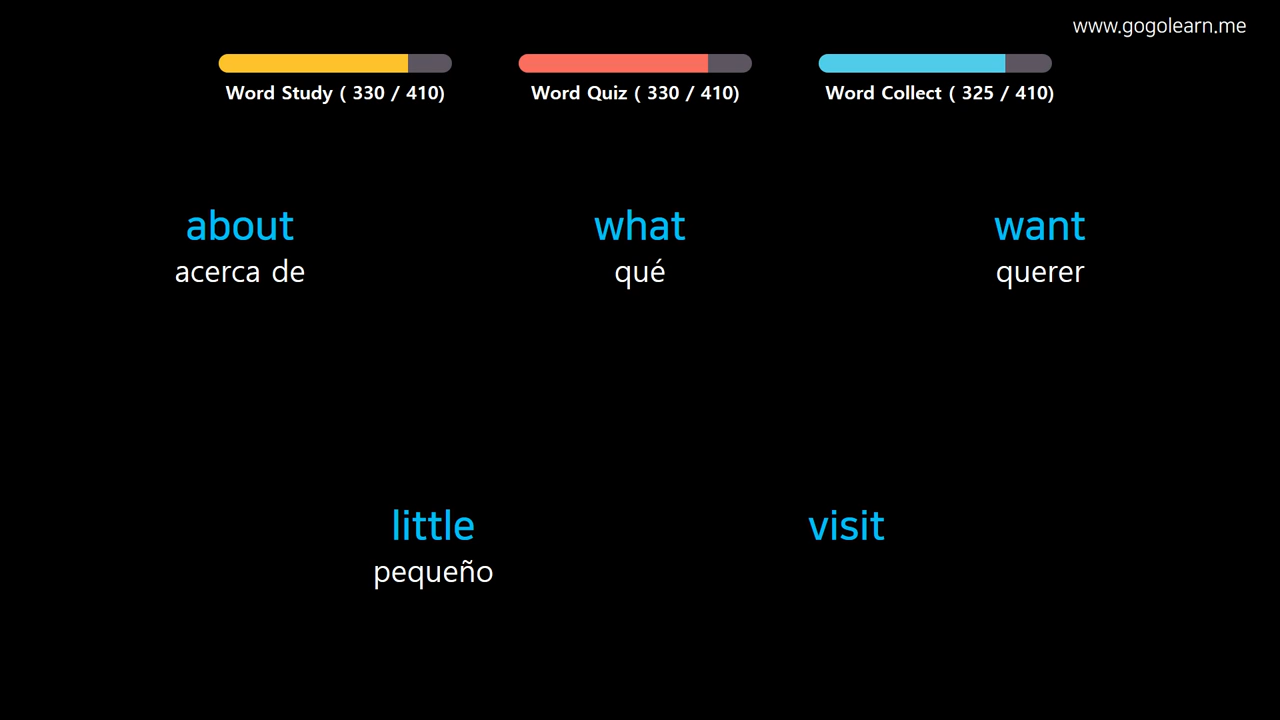 www.gogolearn.me
Word Study ( 330 / 410)
Word Quiz ( 330 / 410)
Word Collect ( 325 / 410)
about
what
want
acerca de
qué
querer
little
visit
pequeño